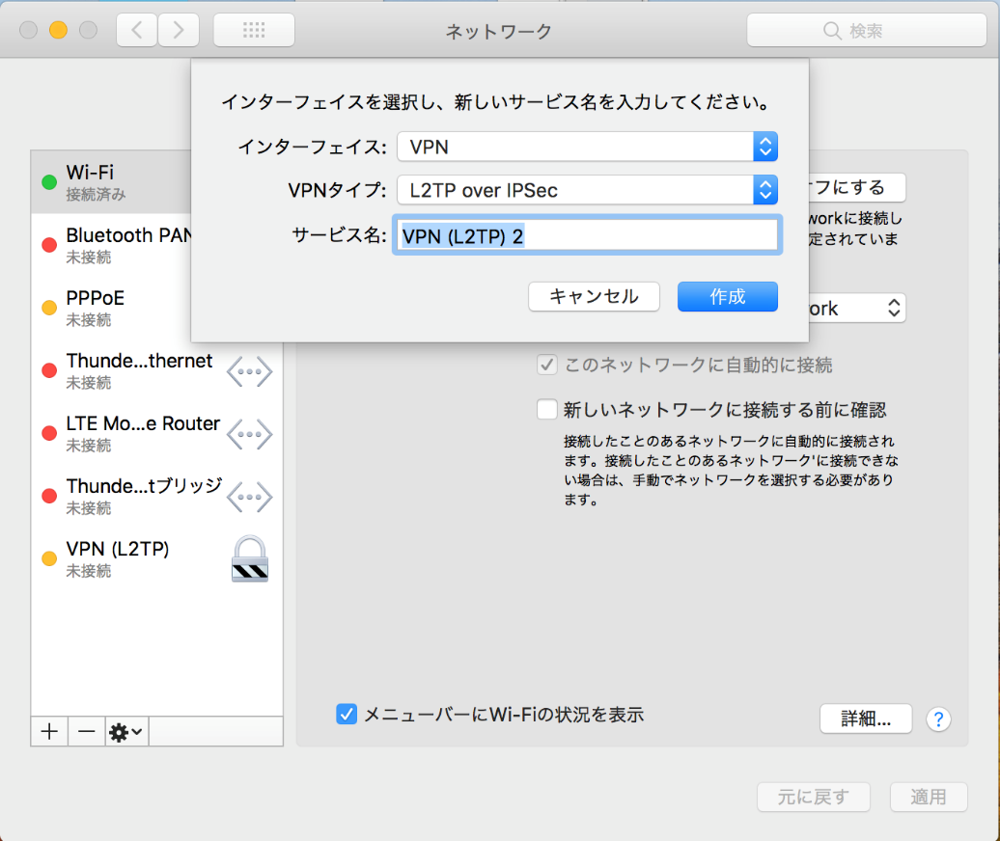 ネットワーク
検索
インターフェイスを選択し、新しいサービス名を入力してください。
インターフェイス: VPN
VPNタイプ: L2TP over IPSec
サービス名: VPN (L2TP) 2
キャンセル 作成
Wi-Fi
接続済み
Bluetooth PAN
未接続
PPPoE
未接続
Thunde...thernet
未接続
LTE Mo...e Router
未接続
Thunde...tブリッジ
未接続
VPN (L2TP)
未接続
フにする
workに接続し
定されていま
ork
このネットワークに自動的に接続
新しいネットワークに接続する前に確認
接続したことのあるネットワークに自動的に接続され
ます。接続したことのあるネットワーク'に接続できな
い場合は、手動でネットワークを選択する必要があり
ます。
メニューバーにWi-Fiの状況を表示
詳細... ?
元に戻す 適用